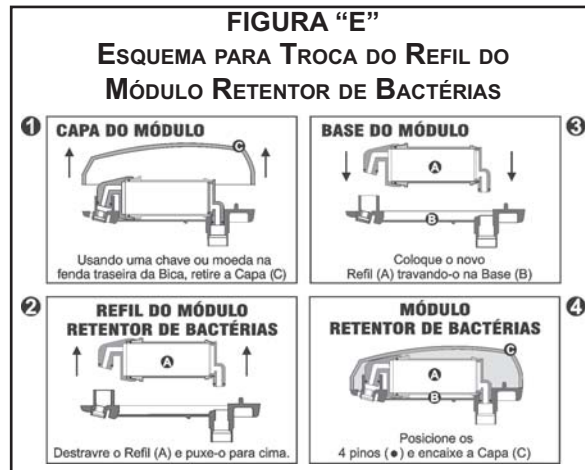 FIGURA “E”
ESQUEMA PARA TROCA DO REFIL DO
MÓDULO RETENTOR DE BACTÉRIAS
1 CAPA DO MÓDULO
C
Usando uma chave ou moeda na
fenda traseira da Bica, retire a Capa (C)
2 REFIL DO MÓDULO
RETENTOR DE BACTÉRIAS
A
Destravre o Refil (A) e puxe-o para cima.
BASE DO MÓDULO 3
A
B
Coloque o novo
Refil (A) travando-o na Base (B)
MÓDULO 4
RETENTOR DE BACTÉRIAS
C
A
B
Posicione os
4 pinos (●) e encaixe a Capa (C)